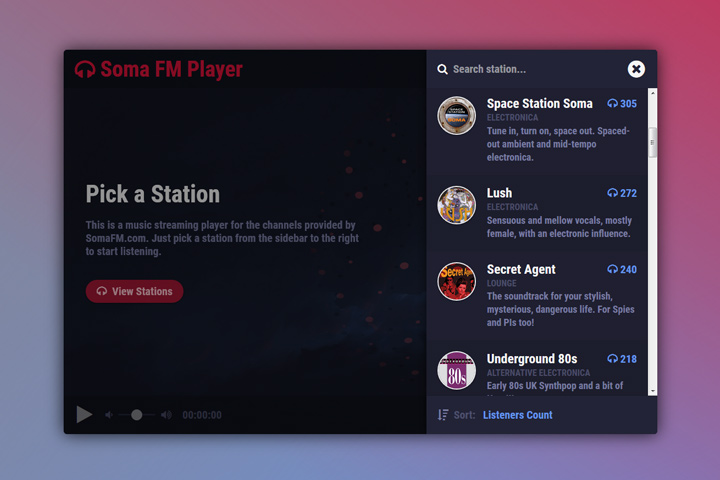 Soma FM Player
Pick a Station
This is a music streaming player for the channels provided by
SomaFM.com. Just pick a station from the sidebar to the right
to start listening.
View Stations
00:00:00
Search station...
Space Station Soma 305
ELECTRONICA
Tune in, turn on, space out. Spaced-
out ambient and mid-tempo
electronica.
Lush 272
ELECTRONICA
Sensuous and mellow vocals, mostly
female, with an electronic influence.
Secret Agent 240
LOUNGE
The soundtrack for your stylish,
mysterious, dangerous life. For Spies
and PIs too!
Underground 80s 218
80s
ALTERNATIVE ELECTRONICA
Early 80s UK Synthpop and a bit of
Sort: Listeners Count